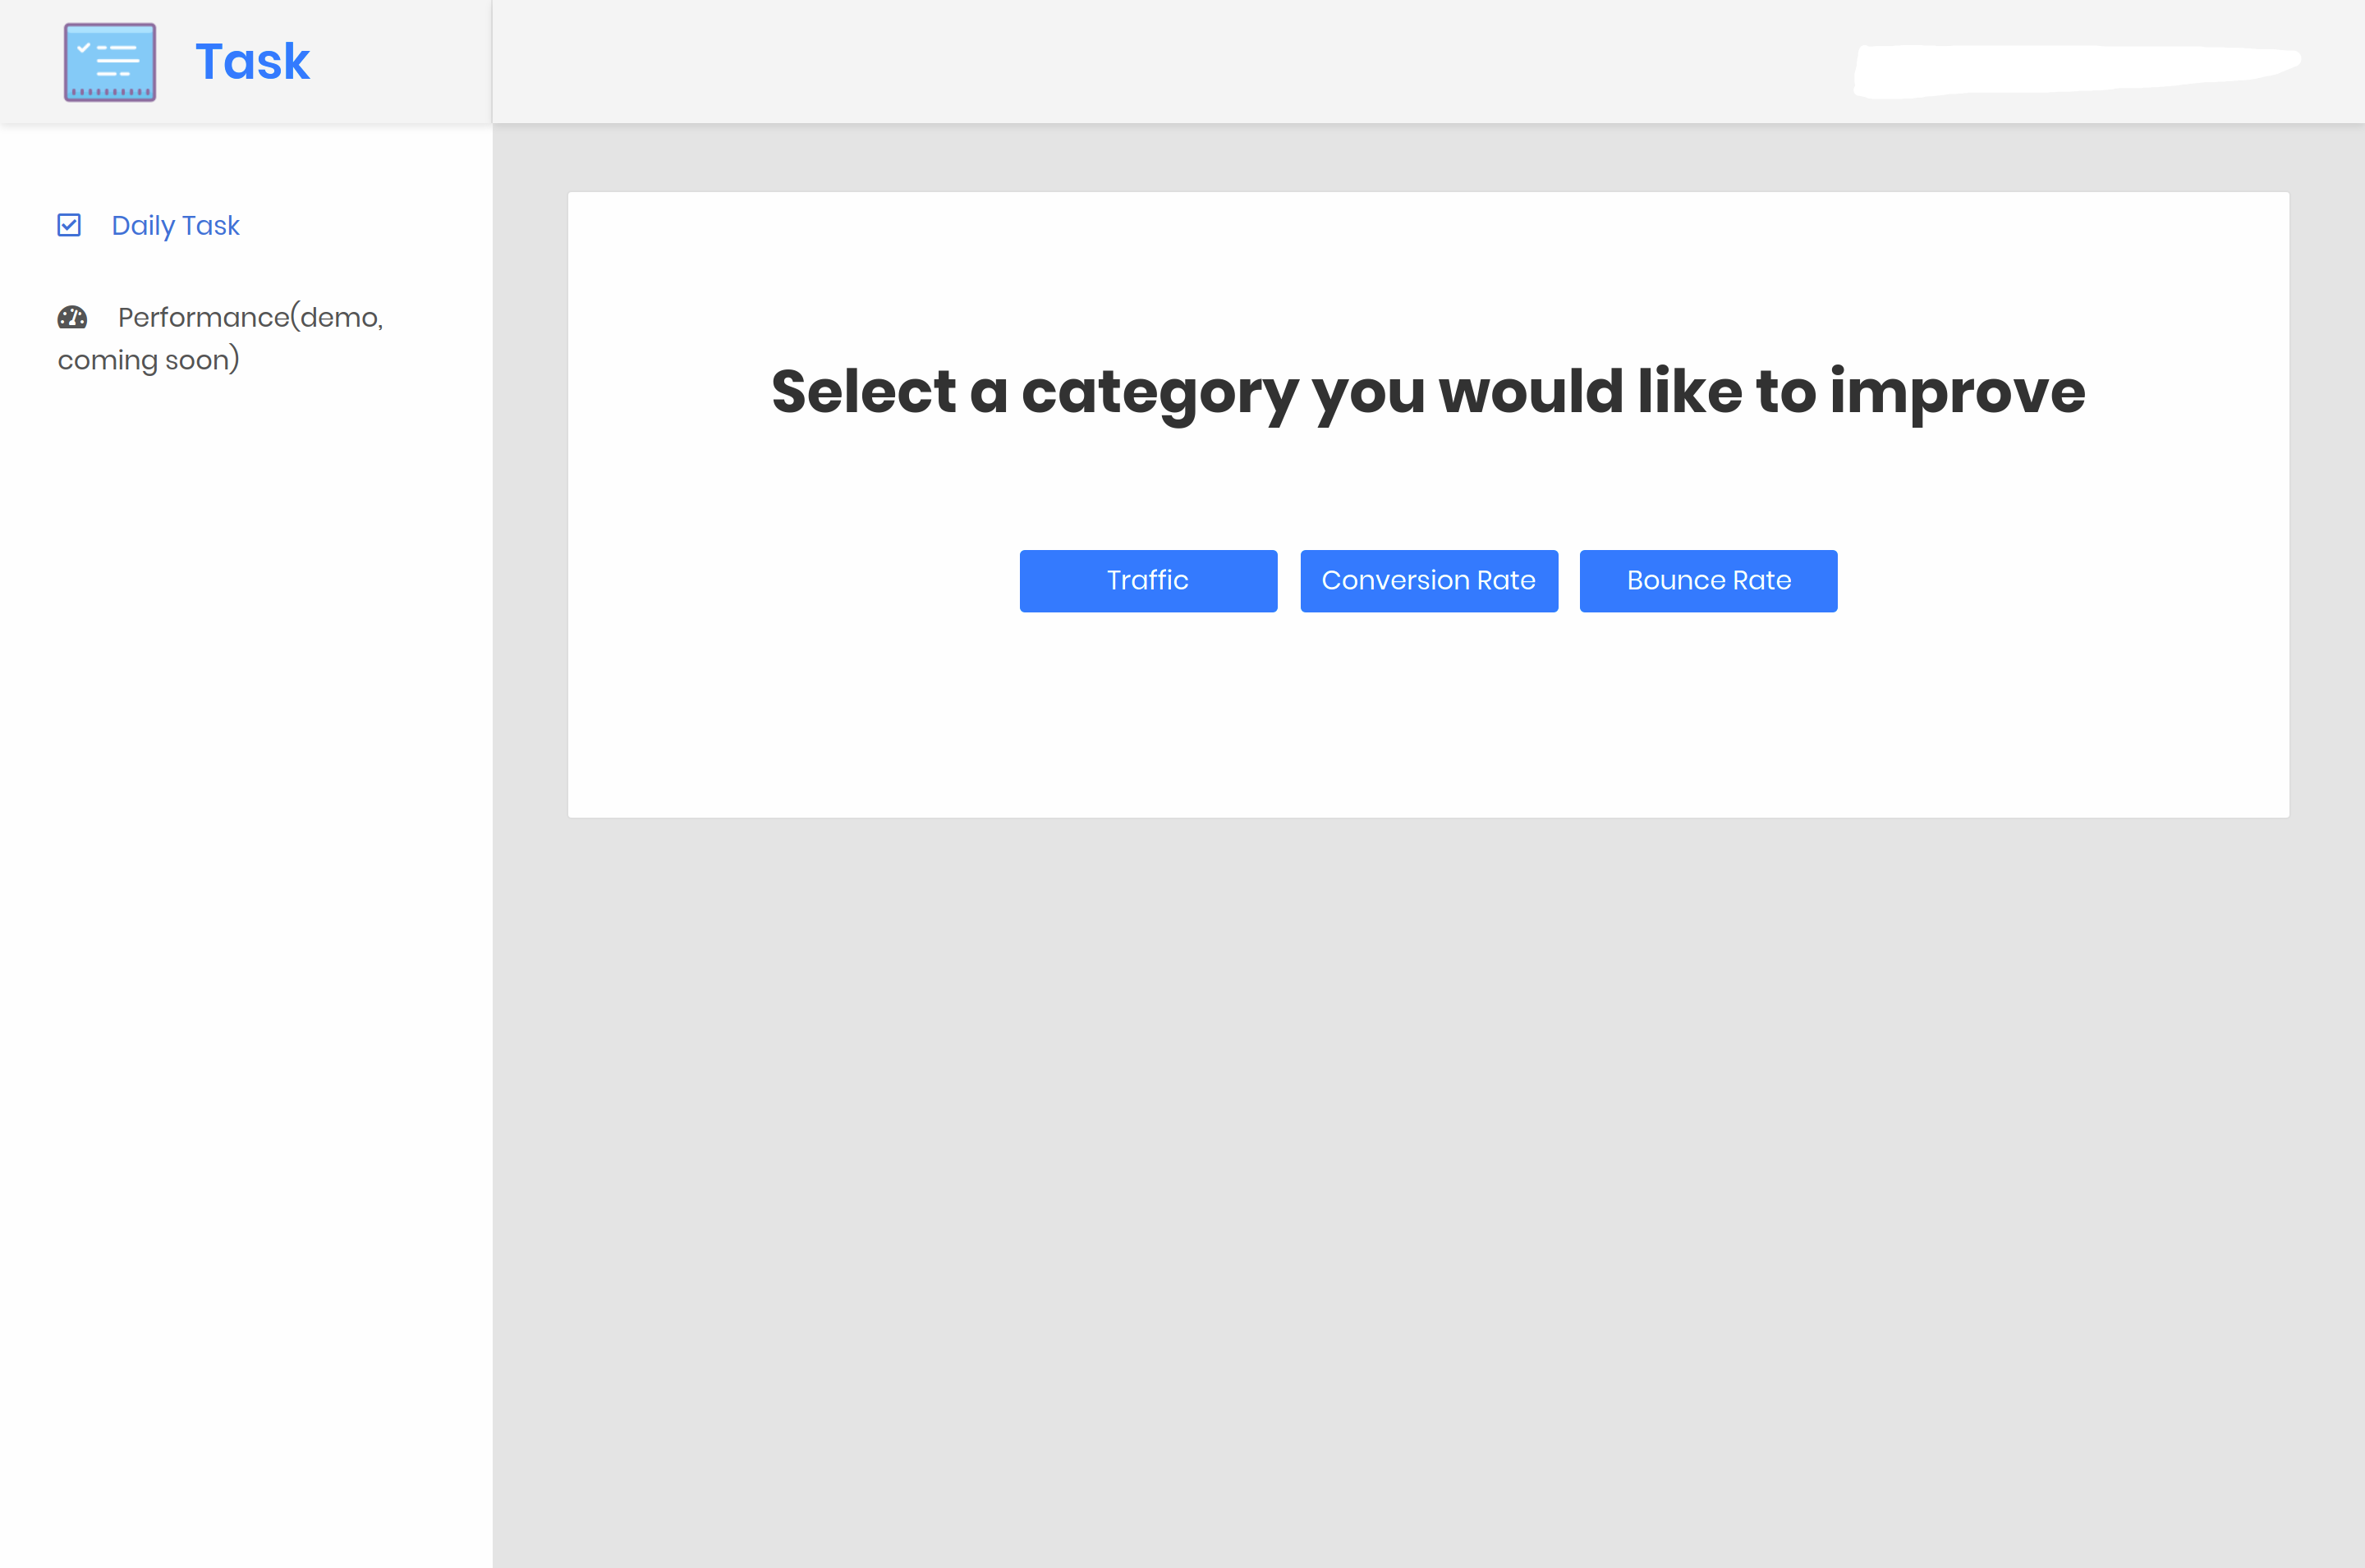 Task
Daily Task
Performance(demo,
coming soon)
Select a category you would like to improve
Traffic
Conversion Rate
Bounce Rate